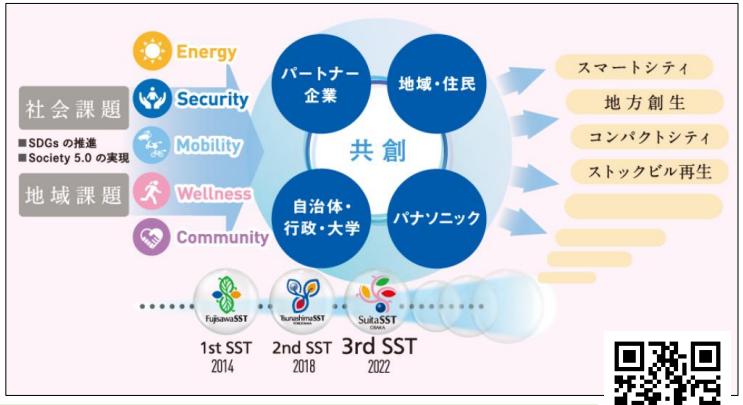 社会課題
■SDGs の推進
■Society 5.0 の実現
地域課題
Energy
Security
Mobility
Wellness
Community
パートナー
企業
地域・住民
共創
自治体・
行政・大学
パナソニック
スマートシティ
地方創生
コンパクトシティ
ストックビル再生
FujisawaSST
TsunashimaSST
YOKOHAMA
SuitaSST
OSAKA
1st SST
2014
2nd SST
2018
3rd SST
2022